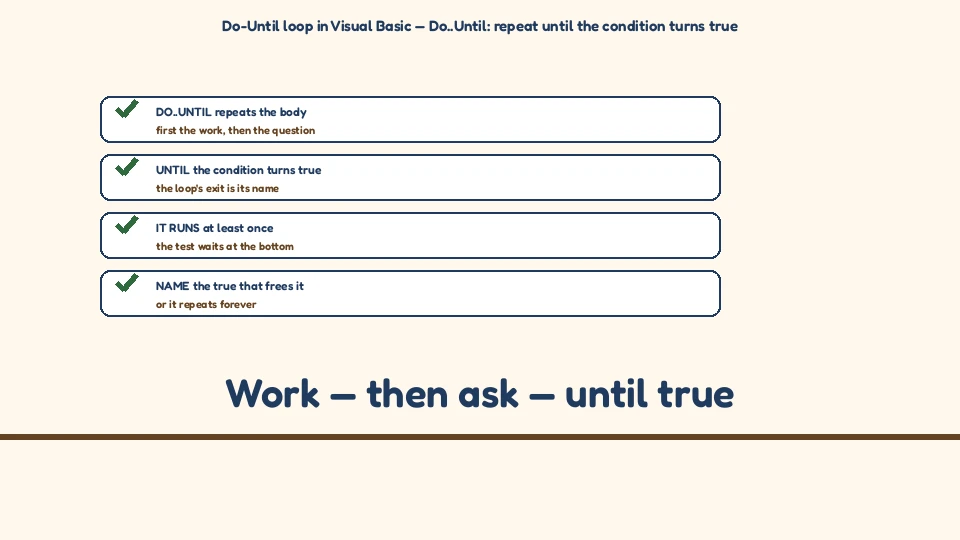 Do-Until loop in Visual Basic — Do..Until: repeat until the condition turns true
DO..UNTIL repeats the body
first the work, then the question
UNTIL the condition turns true
the loop's exit is its name
IT RUNS at least once
the test waits at the bottom
NAME the true that frees it
or it repeats forever
Work — then ask — until true